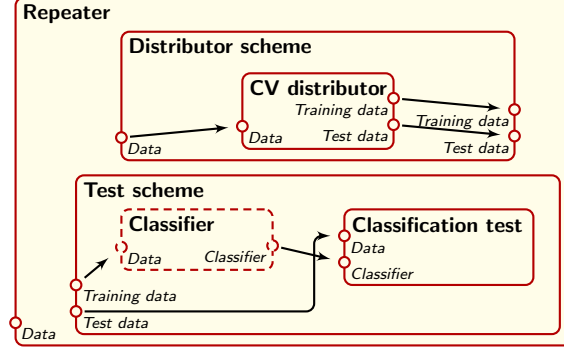 Repeater
Distributor scheme
CV distributor
Training data
Training data
Data
Test data
Data
Test data
Test scheme
Classifier
Classification test
Data
Data
Classifier
Classifier
Training data
Test data
Data